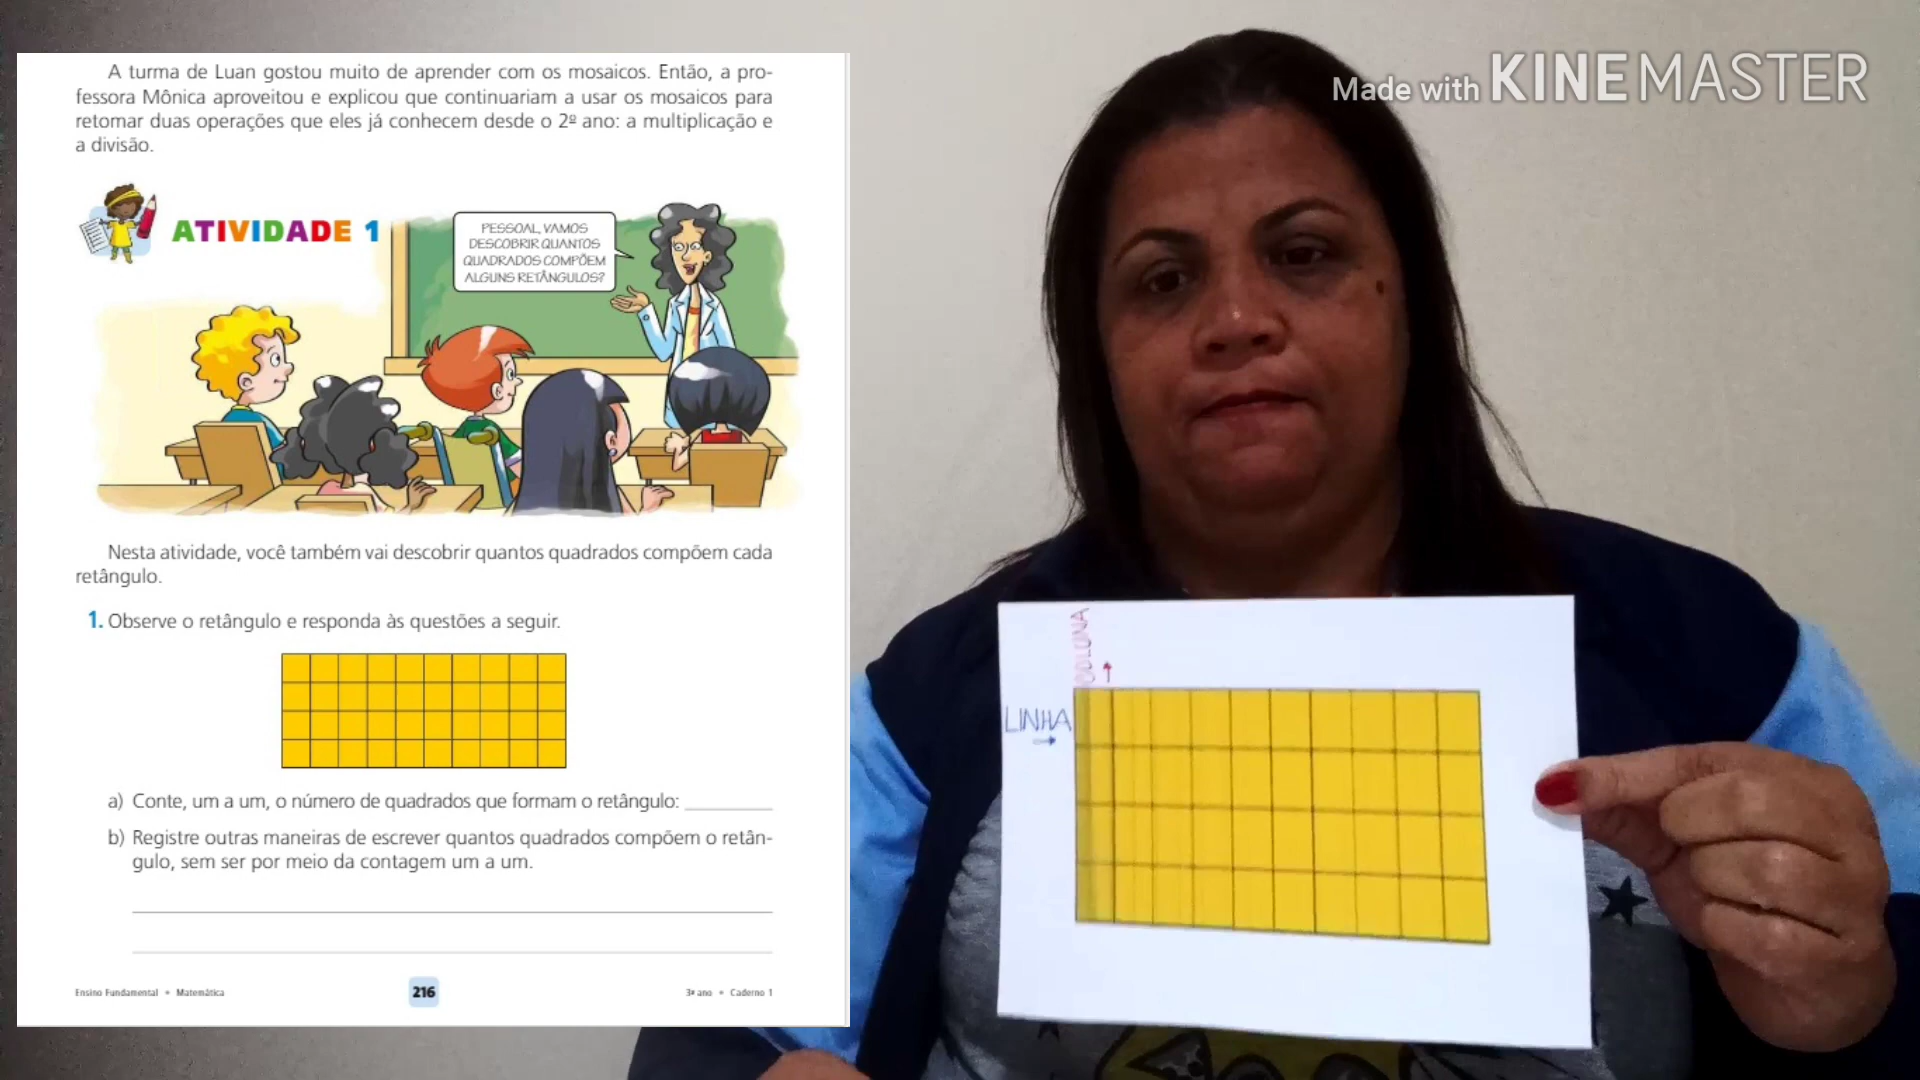 A turma de Luan gostou muito de aprender com os mosaicos. Então, a pro-
fessora Mônica aproveitou e explicou que continuariam a usar os mosaicos para
retomar duas operações que eles já conhecem desde o 2º ano: a multiplicação e
a divisão.
ATIVIDADE 1
PESSOAL, VAMOS
DESCOBRIR QUANTOS
QUADRADOS COMPÕEM
ALGUNS RETÂNGULOS?
Nesta atividade, você também vai descobrir quantos quadrados compõem cada
retângulo.
1. Observe o retângulo e responda às questões a seguir.
a) Conte, um a um, o número de quadrados que formam o retângulo:
b) Registre outras maneiras de escrever quantos quadrados compõem o retân-
gulo, sem ser por meio da contagem um a um.
Ensino Fundamental • Matemática
216
3º ano • Caderno 1
Made with KINEMASTER
COLUNA
LINHA